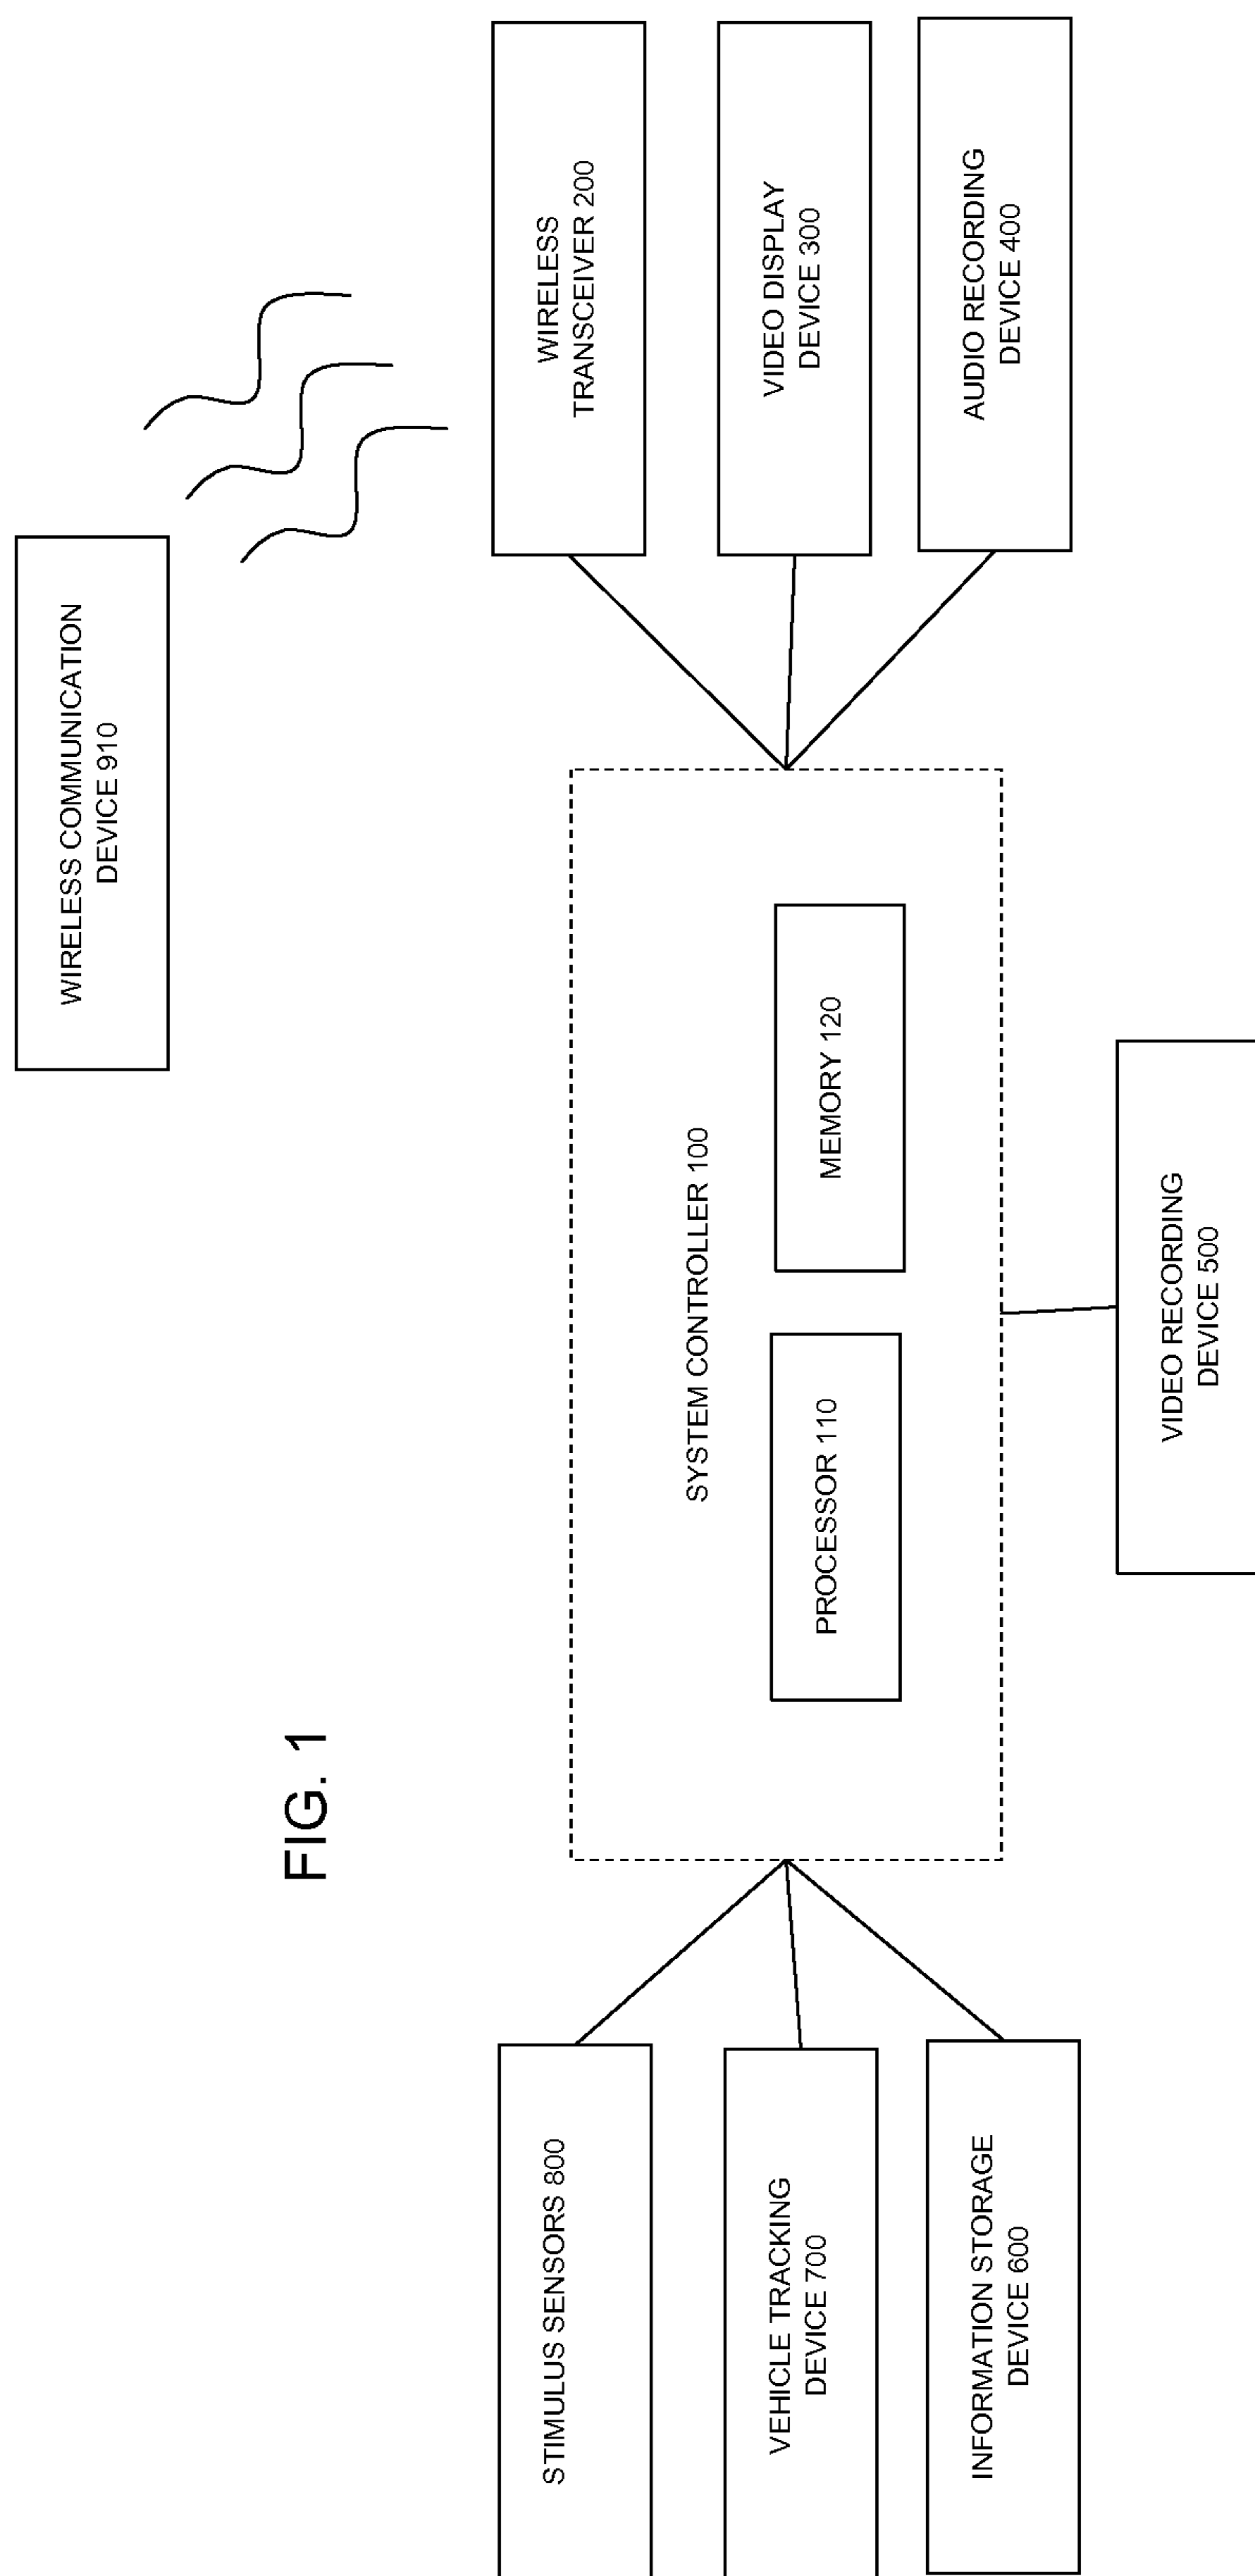 FIG. 1
WIRELESS COMMUNICATION
DEVICE 910
STIMULUS SENSORS 800
VEHICLE TRACKING
DEVICE 700
INFORMATION STORAGE
DEVICE 600
SYSTEM CONTROLLER 100
PROCESSOR 110
MEMORY 120
WIRELESS
TRANSCEIVER 200
VIDEO DISPLAY
DEVICE 300
AUDIO RECORDING
DEVICE 400
VIDEO RECORDING
DEVICE 500